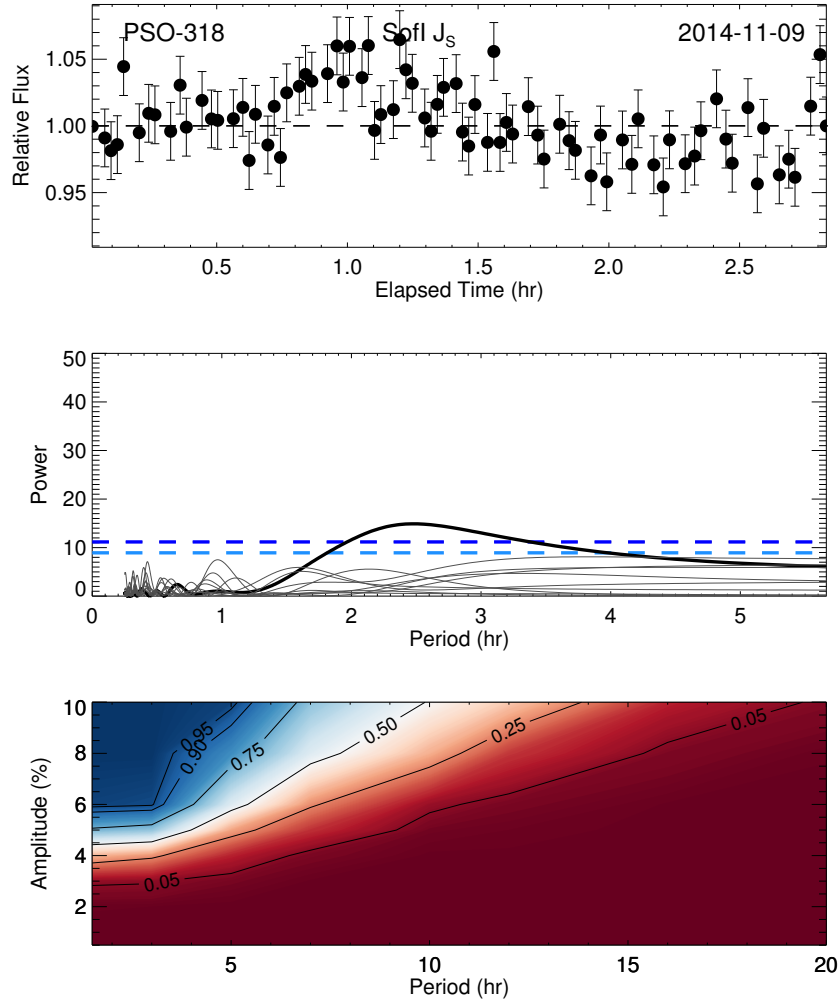 PSO-318 SofI J_S 2014-11-09
1.05
1.00
0.95
Relative Flux
0.5 1.0 1.5 2.0 2.5
Elapsed Time (hr)
50
40
30
20
10
0
Power
0 1 2 3 4 5
Period (hr)
10
8
6
4
2
Amplitude (%)
0.95
0.90
0.75
0.50
0.25
0.05
0.05
5 10 15 20
Period (hr)